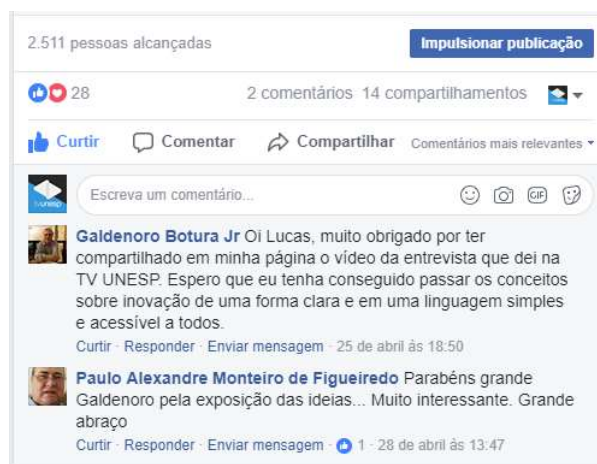 2.511 pessoas alcançadas Impulsionar publicação
28 2 comentários 14 compartilhamentos
Curtir Comentar Compartilhar Comentários mais relevantes
tvunesp Escreva um comentário... GIF
Galdenoro Botura Jr Oi Lucas, muito obrigado por ter
compartilhado em minha página o vídeo da entrevista que dei na
TV UNESP. Espero que eu tenha conseguido passar os conceitos
sobre inovação de uma forma clara e em uma linguagem simples
e acessível a todos.
Curtir · Responder · Enviar mensagem · 25 de abril às 18:50
Paulo Alexandre Monteiro de Figueiredo Parabéns grande
Galdenoro pela exposição das ideias... Muito interessante. Grande
abraço
Curtir · Responder · Enviar mensagem · 1 · 28 de abril às 13:47